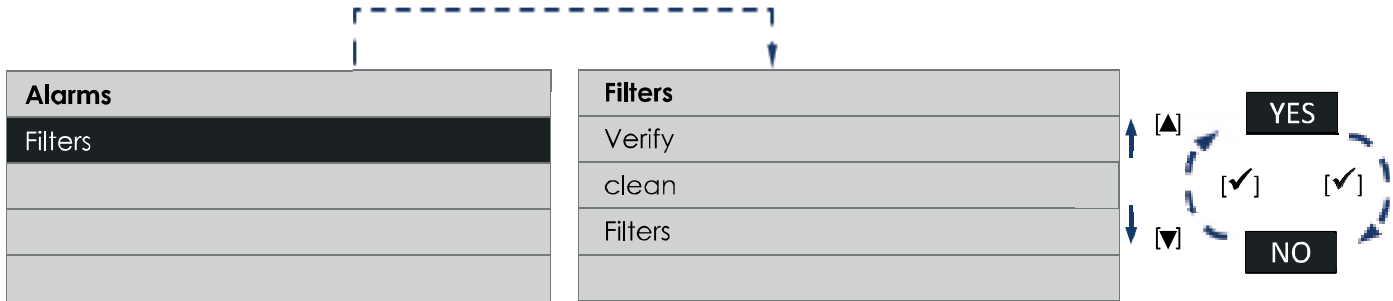 Alarms
Filters
Filters
Verify
clean
Filters
[▲]
[▼]
YES
[✔] [✔]
NO